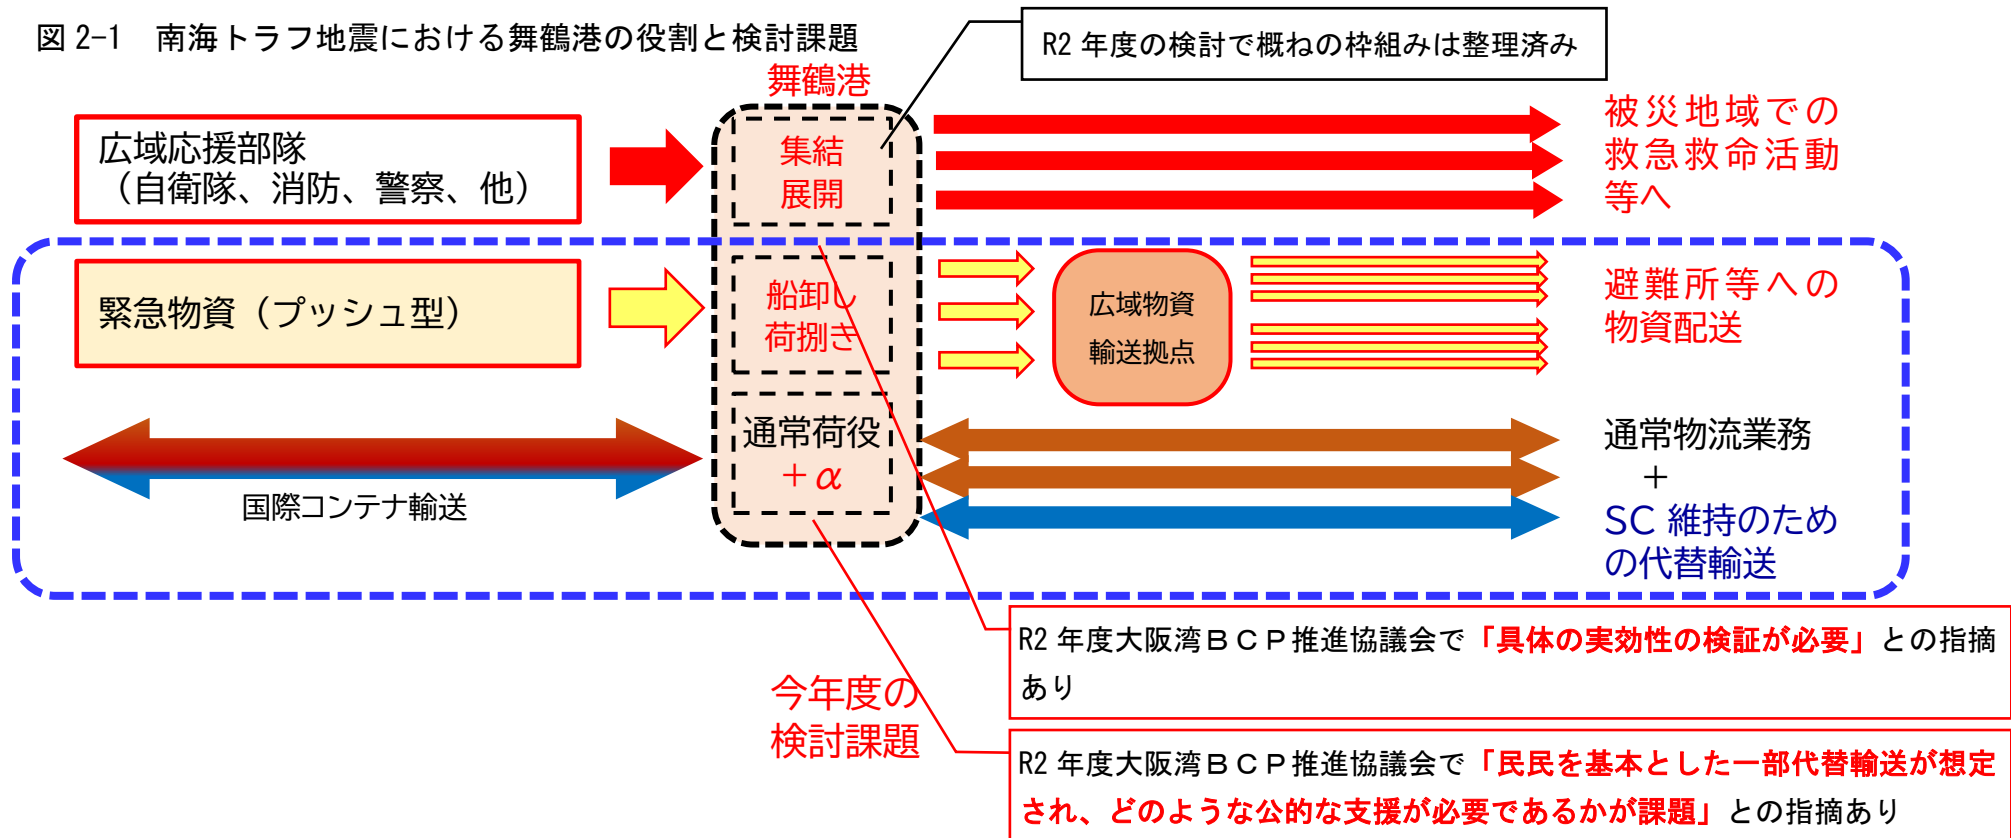 図 2-1　南海トラフ地震における舞鶴港の役割と検討課題
R2 年度の検討で概ねの枠組みは整理済み
舞鶴港
広域応援部隊
（自衛隊、消防、警察、他）
集結
展開
被災地域での
救急救命活動
等へ
緊急物資（プッシュ型）
船卸し
荷捌き
広域物資
輸送拠点
避難所等への
物資配送
国際コンテナ輸送
通常荷役
＋α
通常物流業務
＋
SC 維持のため
の代替輸送
今年度の
検討課題
R2 年度大阪湾ＢＣＰ推進協議会で「具体の実効性の検証が必要」との指摘
あり
R2 年度大阪湾ＢＣＰ推進協議会で「民民を基本とした一部代替輸送が想定
され、どのような公的な支援が必要であるかが課題」との指摘あり